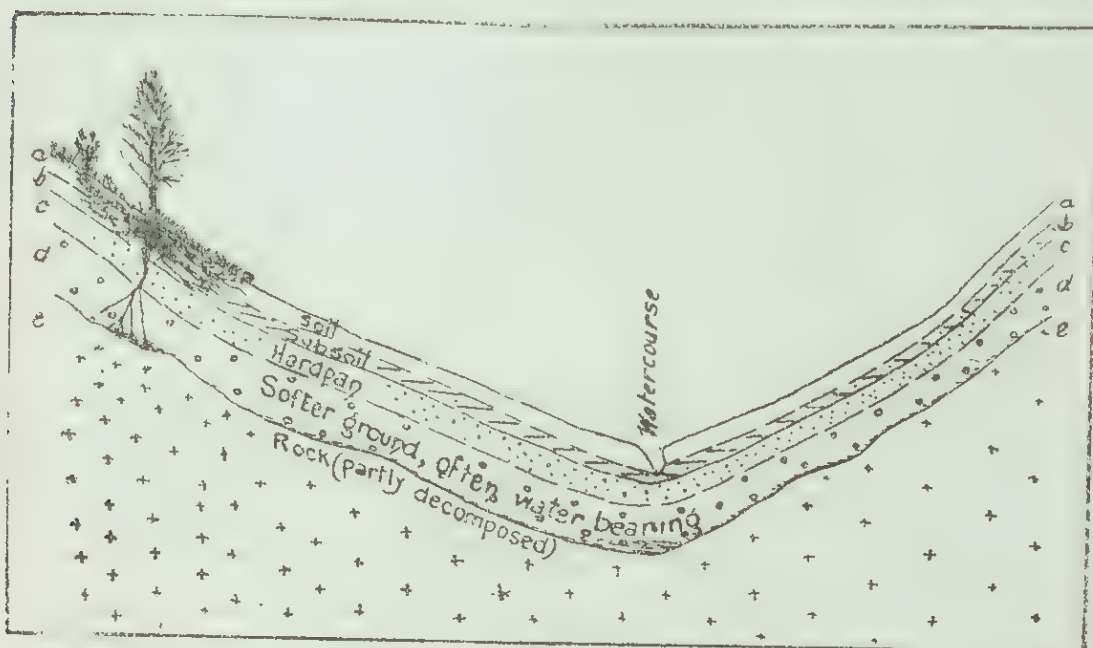 a
b
c
d
e
soil
subsoil
Hardpan
Softer ground, often water bearing
Rock (partly decomposed)
Watercourse
a
b
c
d
e